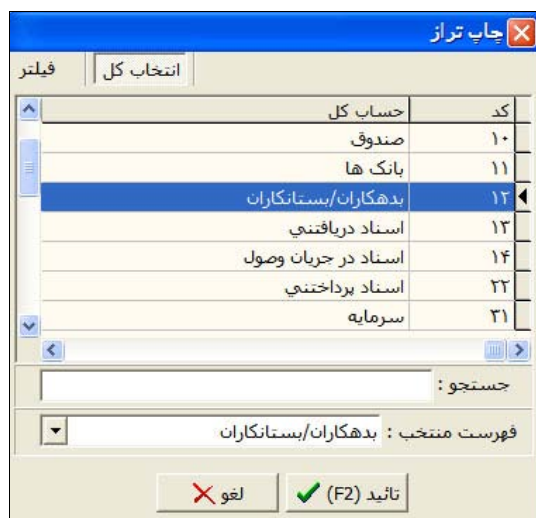 چاپ تراز
انتخاب کل فیلتر
کد حساب کل
۱۰ صندوق
۱۱ بانک ها
۱۲ بدهکاران/بستانکاران
۱۳ اسناد دریافتني
۱۴ اسناد در جریان وصول
۲۲ اسناد پرداختني
۳۱ سرمایه
جستجو :
فهرست منتخب : بدهکاران/بستانکاران
تائید (F2) لغو